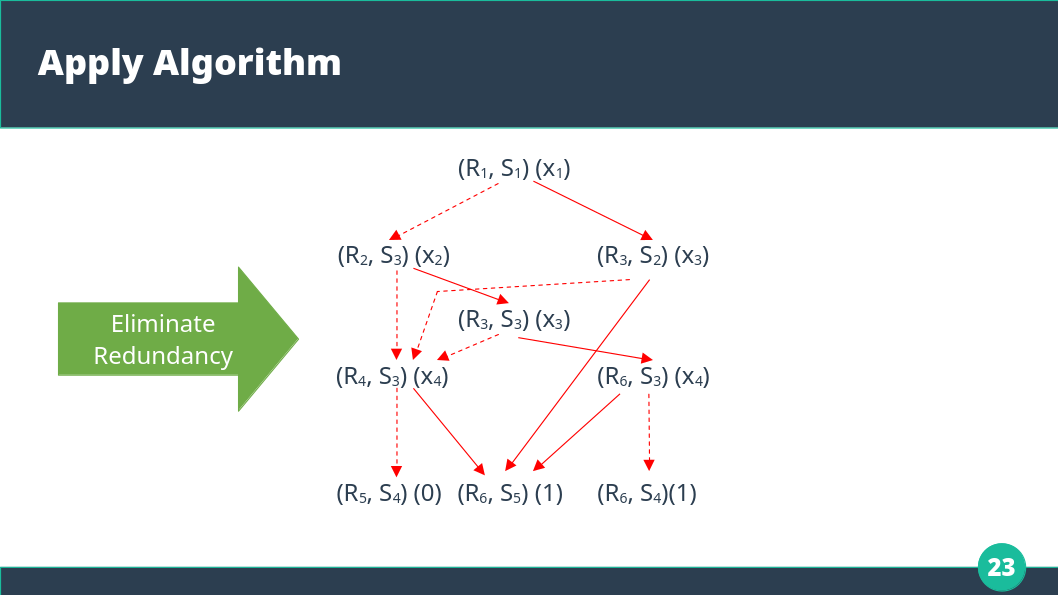 Apply Algorithm
(R₁, S₁) (x₁)
(R₂, S₃) (x₂)
(R₃, S₂) (x₃)
(R₃, S₃) (x₃)
Eliminate
Redundancy
(R₄, S₃) (x₄)
(R₆, S₃) (x₄)
(R₅, S₄) (0)
(R₆, S₅) (1)
(R₆, S₄)(1)
23